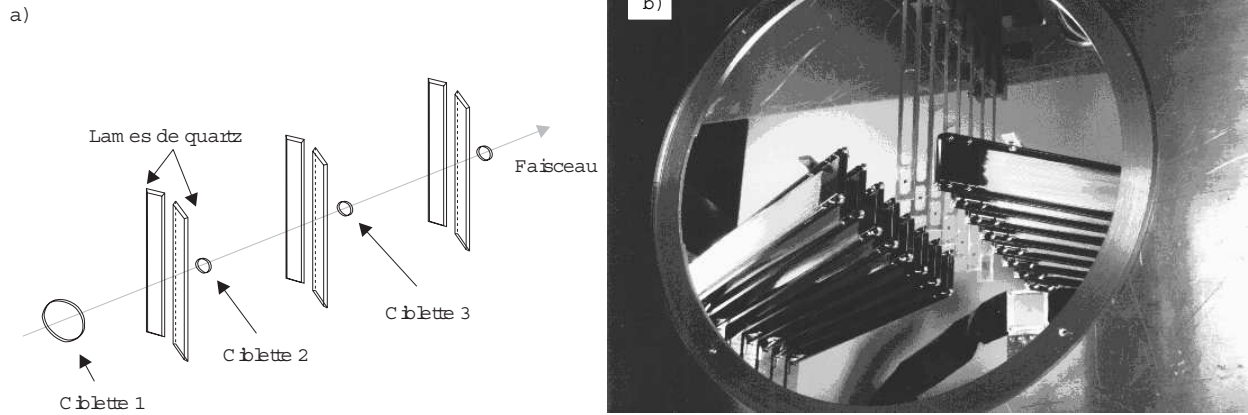 a)
b)
Lames de quartz
Faisceau
Ciblette 3
Ciblette 2
Ciblette 1